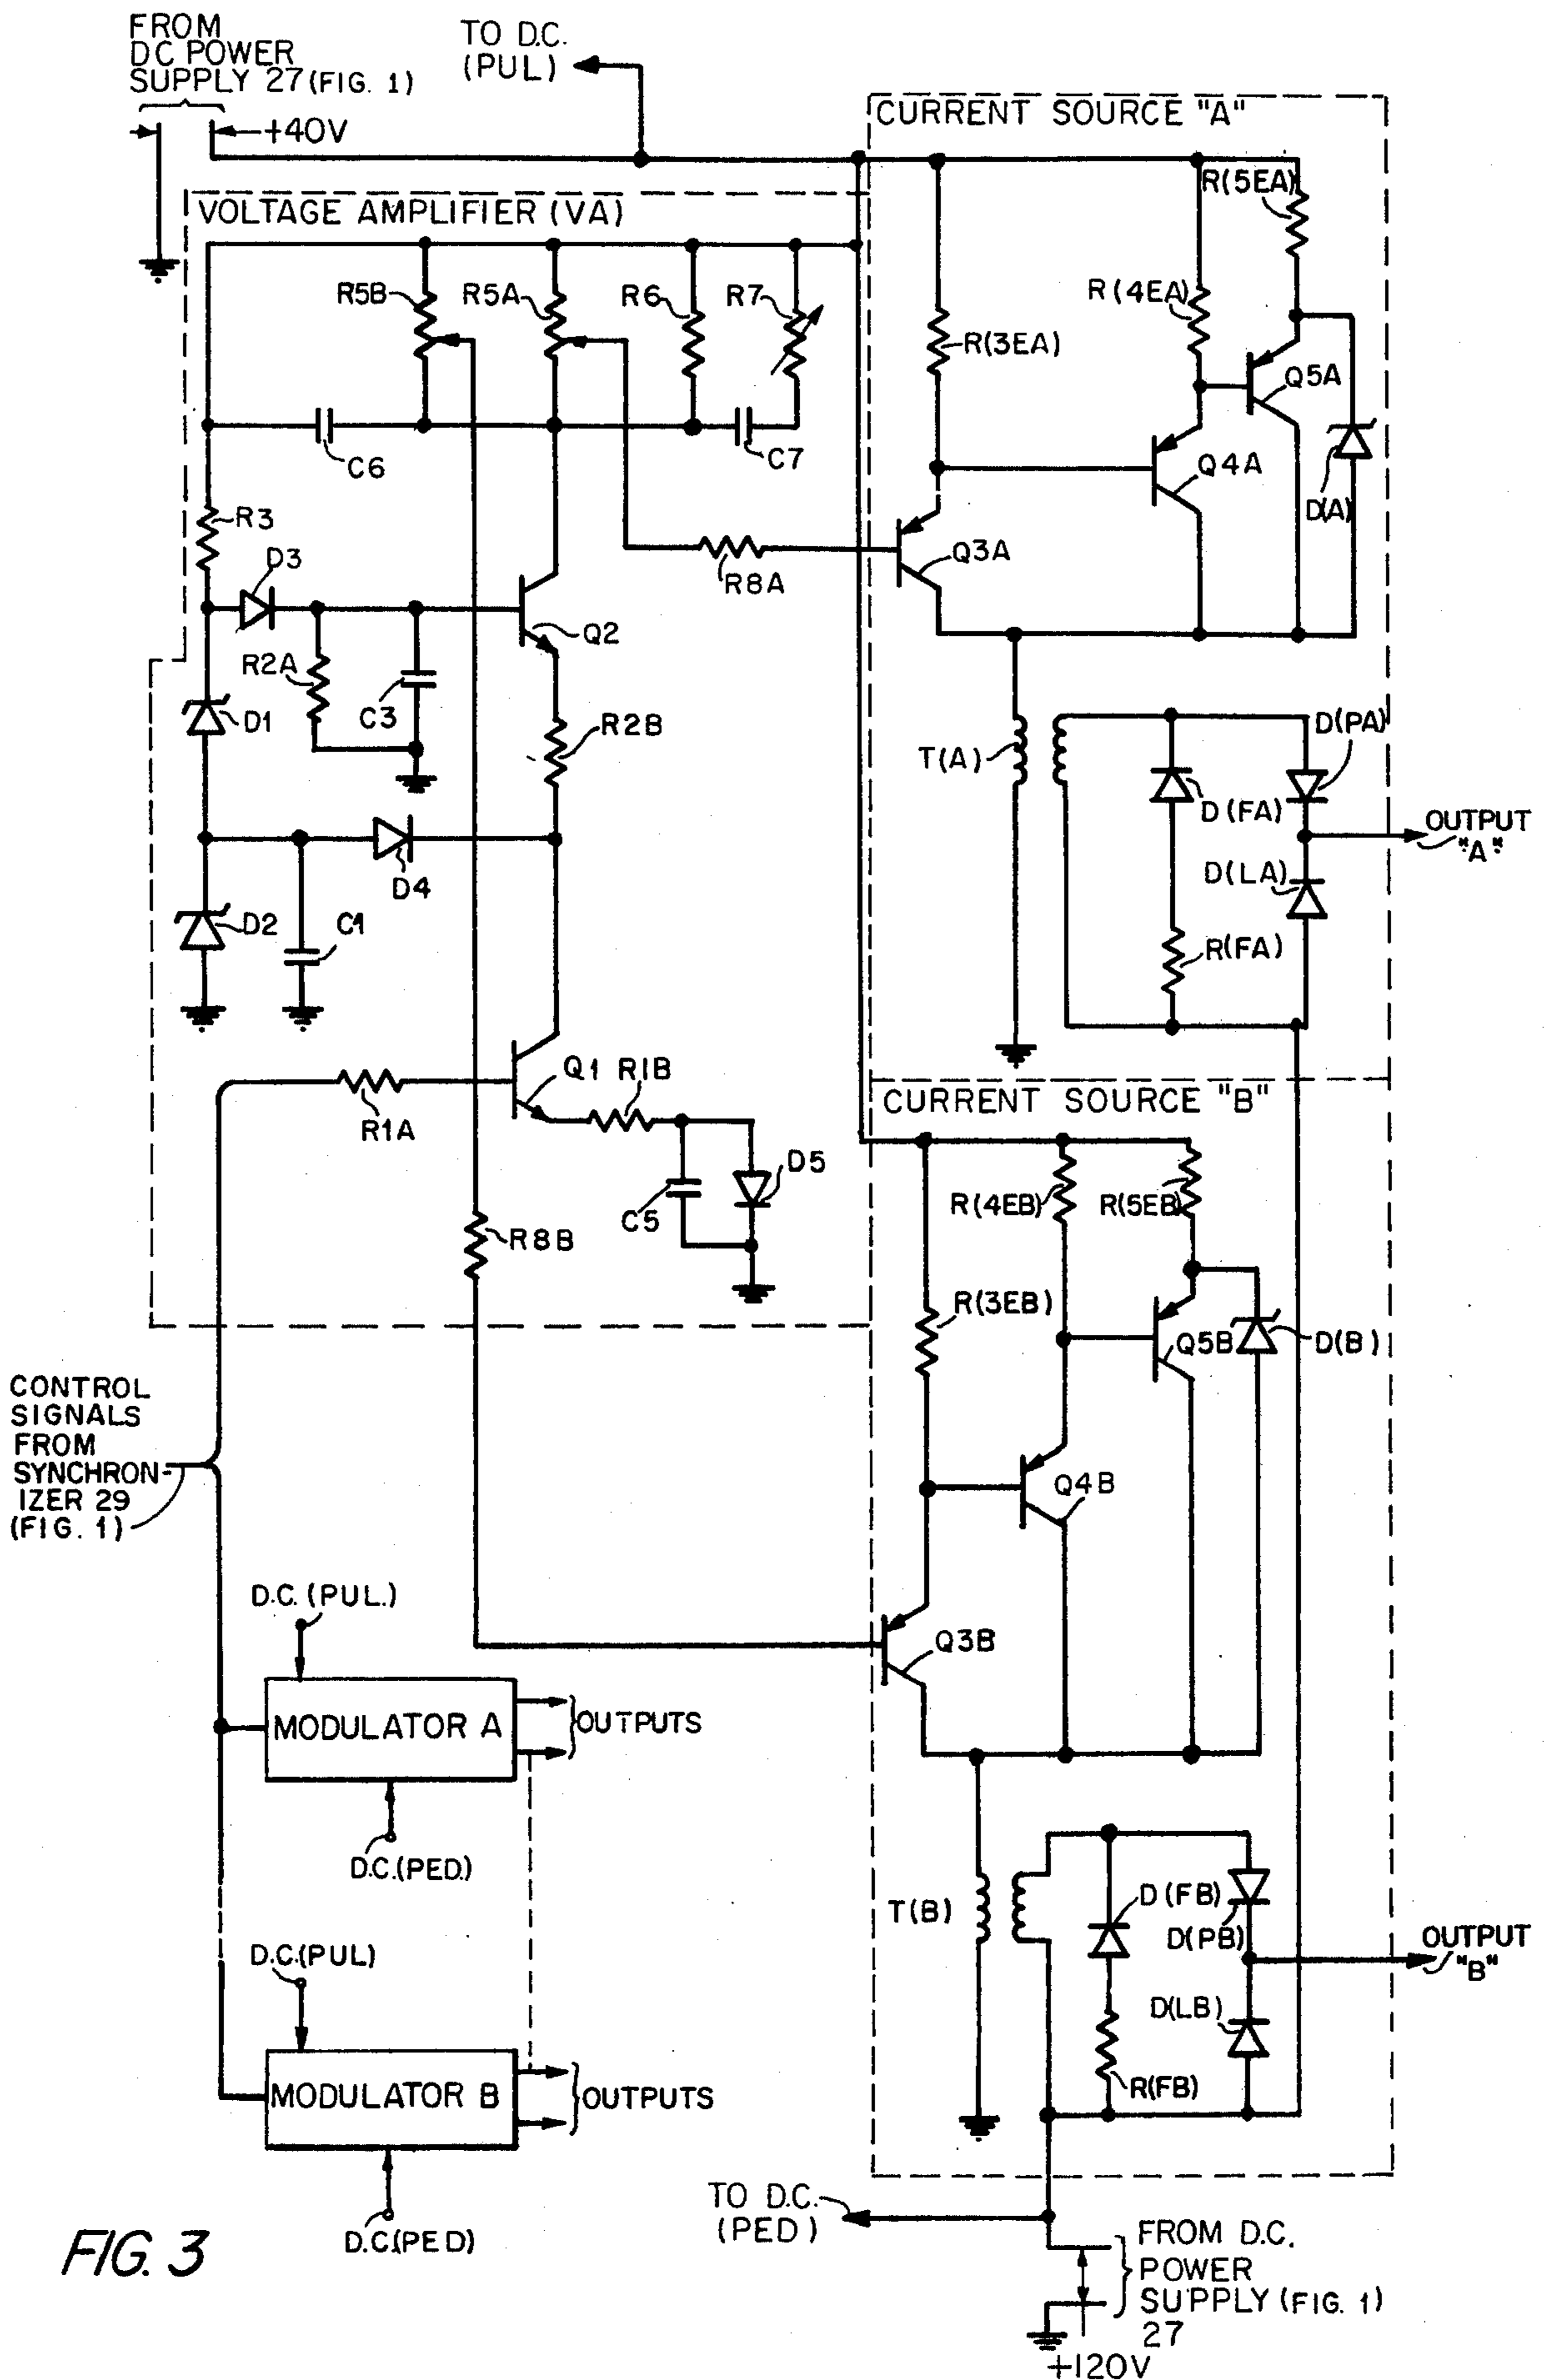 FROM
DC POWER
SUPPLY 27 (FIG. 1)
+40V
TO D.C.
(PUL)
CURRENT SOURCE "A"
R(5EA)
VOLTAGE AMPLIFIER (VA)
R5B
R5A
R6
R7
R(4EA)
R(3EA)
Q5A
C6
C7
Q4A
D(A)
R3
D3
R8A
Q3A
Q2
R2A
C3
D1
R2B
T(A)
D(PA)
D(FA)
OUTPUT
"A"
D4
D(LA)
D2
C1
R(FA)
Q1
R1B
R1A
CURRENT SOURCE "B"
D5
C5
R8B
R(4EB)
R(5EB)
R(3EB)
Q5B
D(B)
CONTROL
SIGNALS
FROM
SYNCHRON-
IZER 29
(FIG. 1)
Q4B
D.C. (PUL.)
Q3B
MODULATOR A
OUTPUTS
D.C.(PED.)
T(B)
D(FB)
D(PB)
OUTPUT
"B"
D.C.(PUL)
D(LB)
MODULATOR B
OUTPUTS
R(FB)
D.C.(PED)
TO D.C.
(PED)
FROM D.C.
POWER
SUPPLY (FIG. 1)
27
+120V
FIG. 3